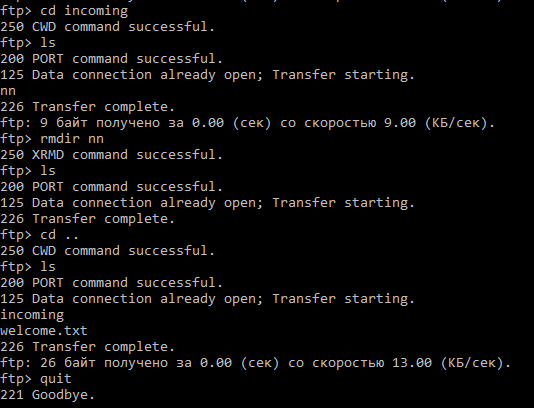 ftp> cd incoming
250 CWD command successful.
ftp> ls
200 PORT command successful.
125 Data connection already open; Transfer starting.
nn
226 Transfer complete.
ftp: 9 байт получено за 0.00 (сек) со скоростью 9.00 (КБ/сек).
ftp> rmdir nn
250 XRMD command successful.
ftp> ls
200 PORT command successful.
125 Data connection already open; Transfer starting.
226 Transfer complete.
ftp> cd ..
250 CWD command successful.
ftp> ls
200 PORT command successful.
125 Data connection already open; Transfer starting.
incoming
welcome.txt
226 Transfer complete.
ftp: 26 байт получено за 0.00 (сек) со скоростью 13.00 (КБ/сек).
ftp> quit
221 Goodbye.